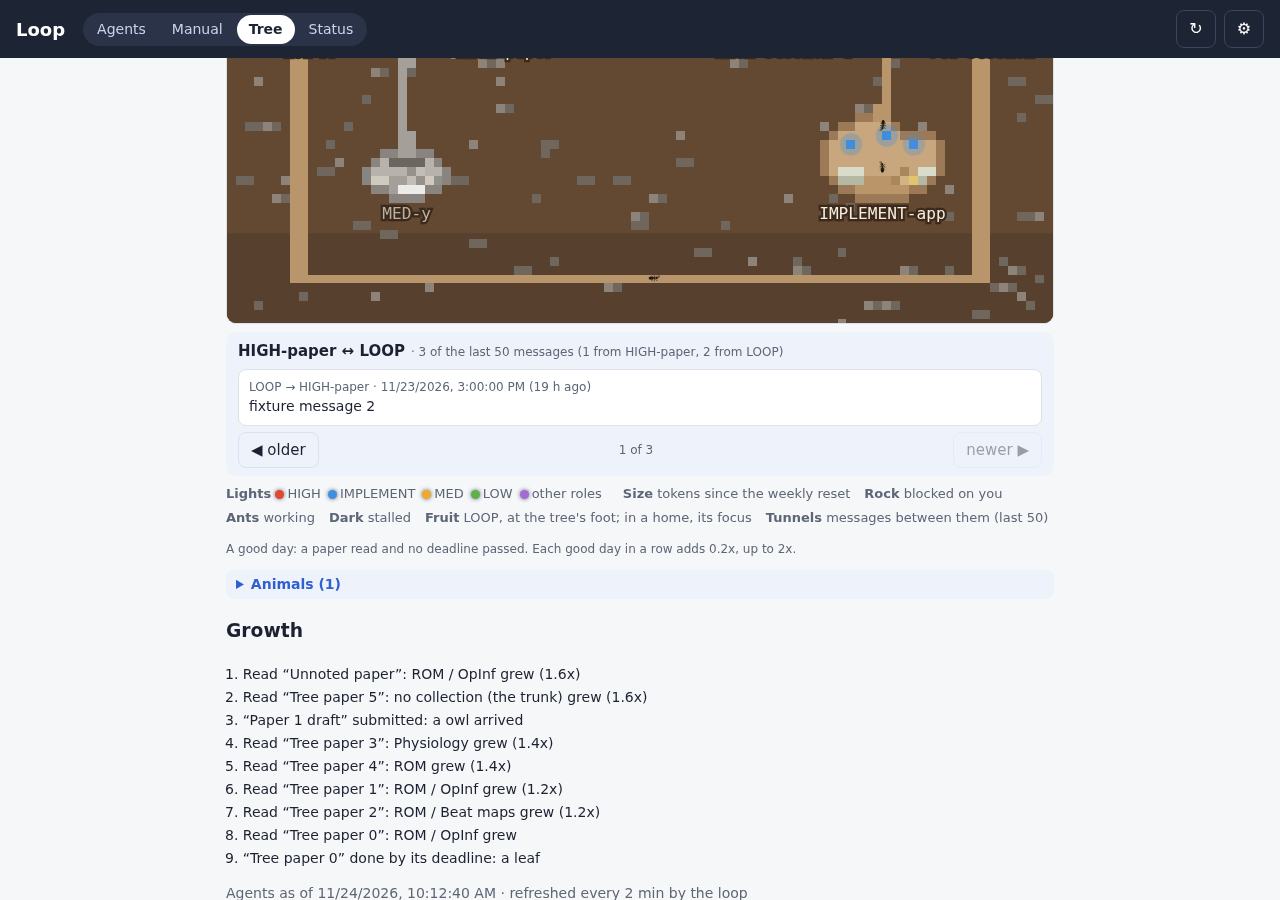 Loop
Agents Manual Tree Status
MED-y
IMPLEMENT-app
HIGH-paper ↔ LOOP · 3 of the last 50 messages (1 from HIGH-paper, 2 from LOOP)
LOOP → HIGH-paper · 11/23/2026, 3:00:00 PM (19 h ago)
fixture message 2
◀ older
1 of 3
newer ▶
Lights HIGH IMPLEMENT MED LOW other roles Size tokens since the weekly reset Rock blocked on you
Ants working Dark stalled Fruit LOOP, at the tree's foot; in a home, its focus Tunnels messages between them (last 50)
A good day: a paper read and no deadline passed. Each good day in a row adds 0.2x, up to 2x.
Animals (1)
Growth
1. Read “Unnoted paper”: ROM / OpInf grew (1.6x)
2. Read “Tree paper 5”: no collection (the trunk) grew (1.6x)
3. “Paper 1 draft” submitted: a owl arrived
4. Read “Tree paper 3”: Physiology grew (1.4x)
5. Read “Tree paper 4”: ROM grew (1.4x)
6. Read “Tree paper 1”: ROM / OpInf grew (1.2x)
7. Read “Tree paper 2”: ROM / Beat maps grew (1.2x)
8. Read “Tree paper 0”: ROM / OpInf grew
9. “Tree paper 0” done by its deadline: a leaf
Agents as of 11/24/2026, 10:12:40 AM · refreshed every 2 min by the loop